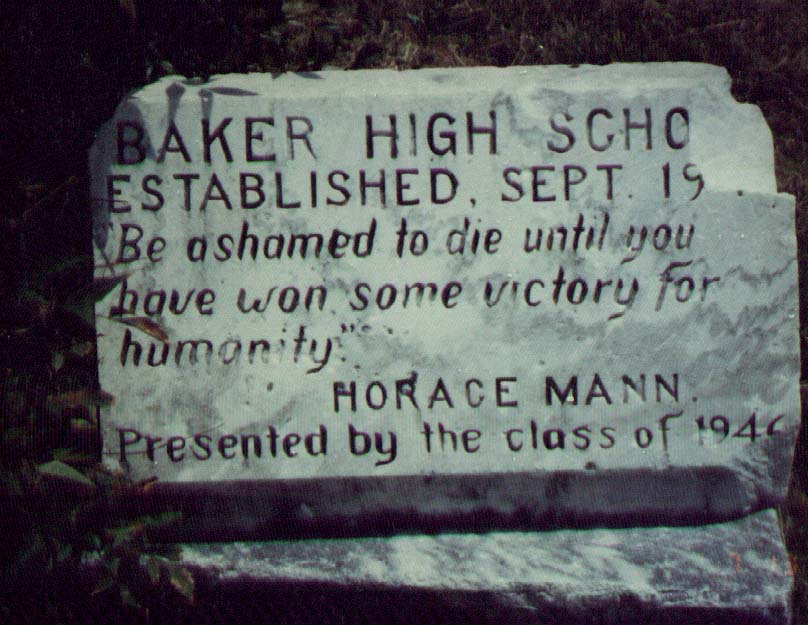 BAKER HIGH SCHO
ESTABLISHED, SEPT. 19
"Be ashamed to die until you
have won some victory for
humanity."
HORACE MANN.
Presented by the class of 1946